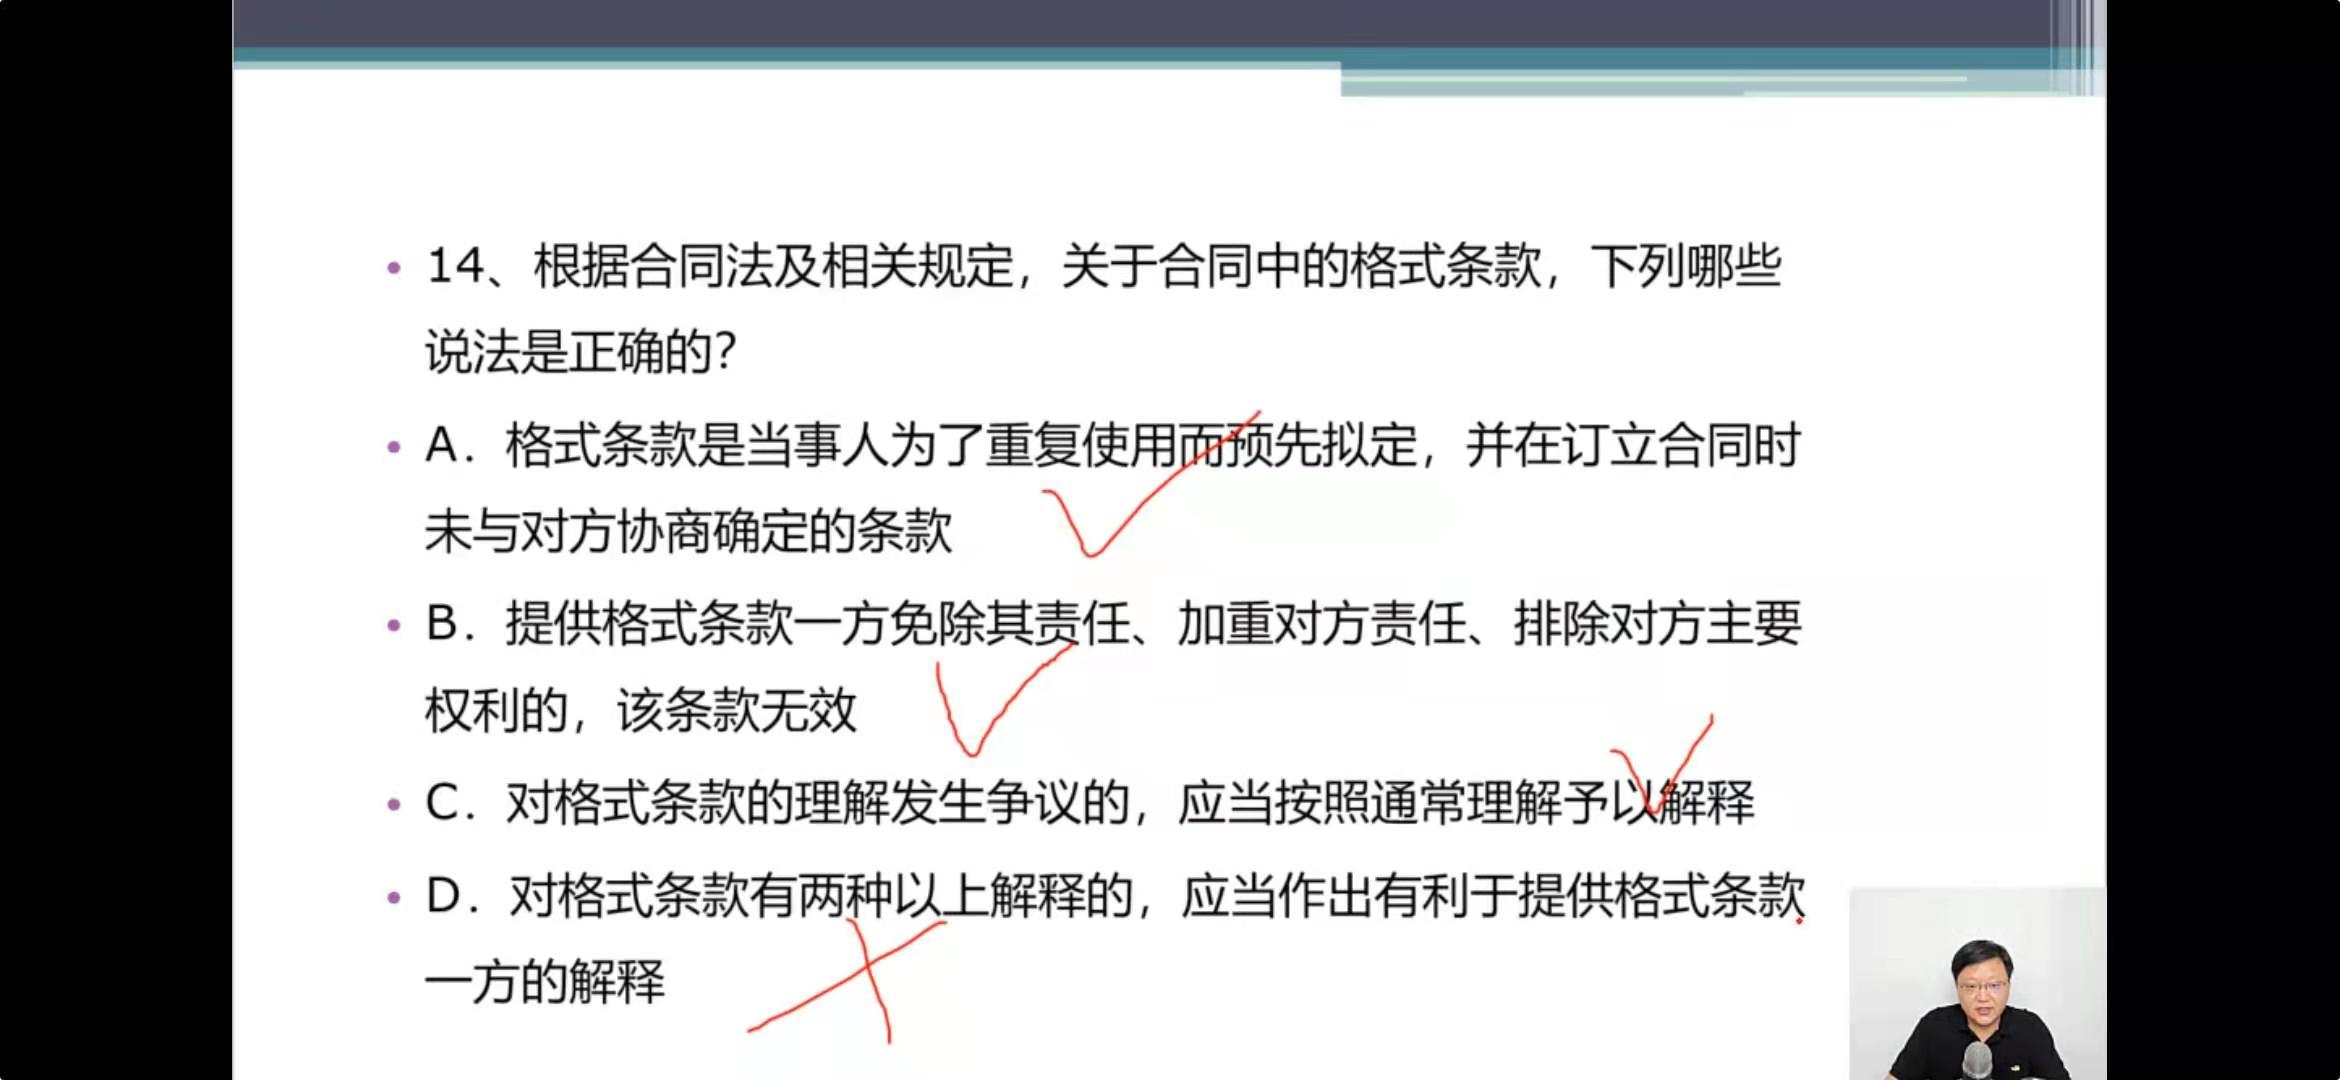 • 14、根据合同法及相关规定，关于合同中的格式条款，下列哪些
说法是正确的？
• A．格式条款是当事人为了重复使用而预先拟定，并在订立合同时
未与对方协商确定的条款
• B．提供格式条款一方免除其责任、加重对方责任、排除对方主要
权利的，该条款无效
• C．对格式条款的理解发生争议的，应当按照通常理解予以解释
• D．对格式条款有两种以上解释的，应当作出有利于提供格式条款
一方的解释